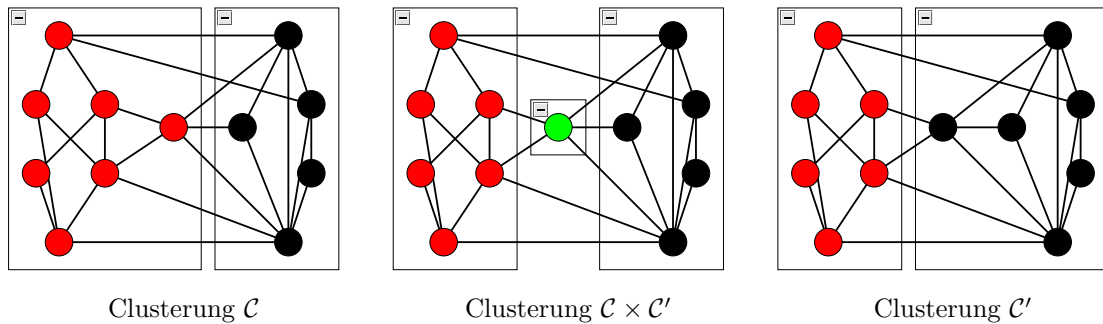 Clusterung 𝒞
Clusterung 𝒞 × 𝒞′
Clusterung 𝒞′